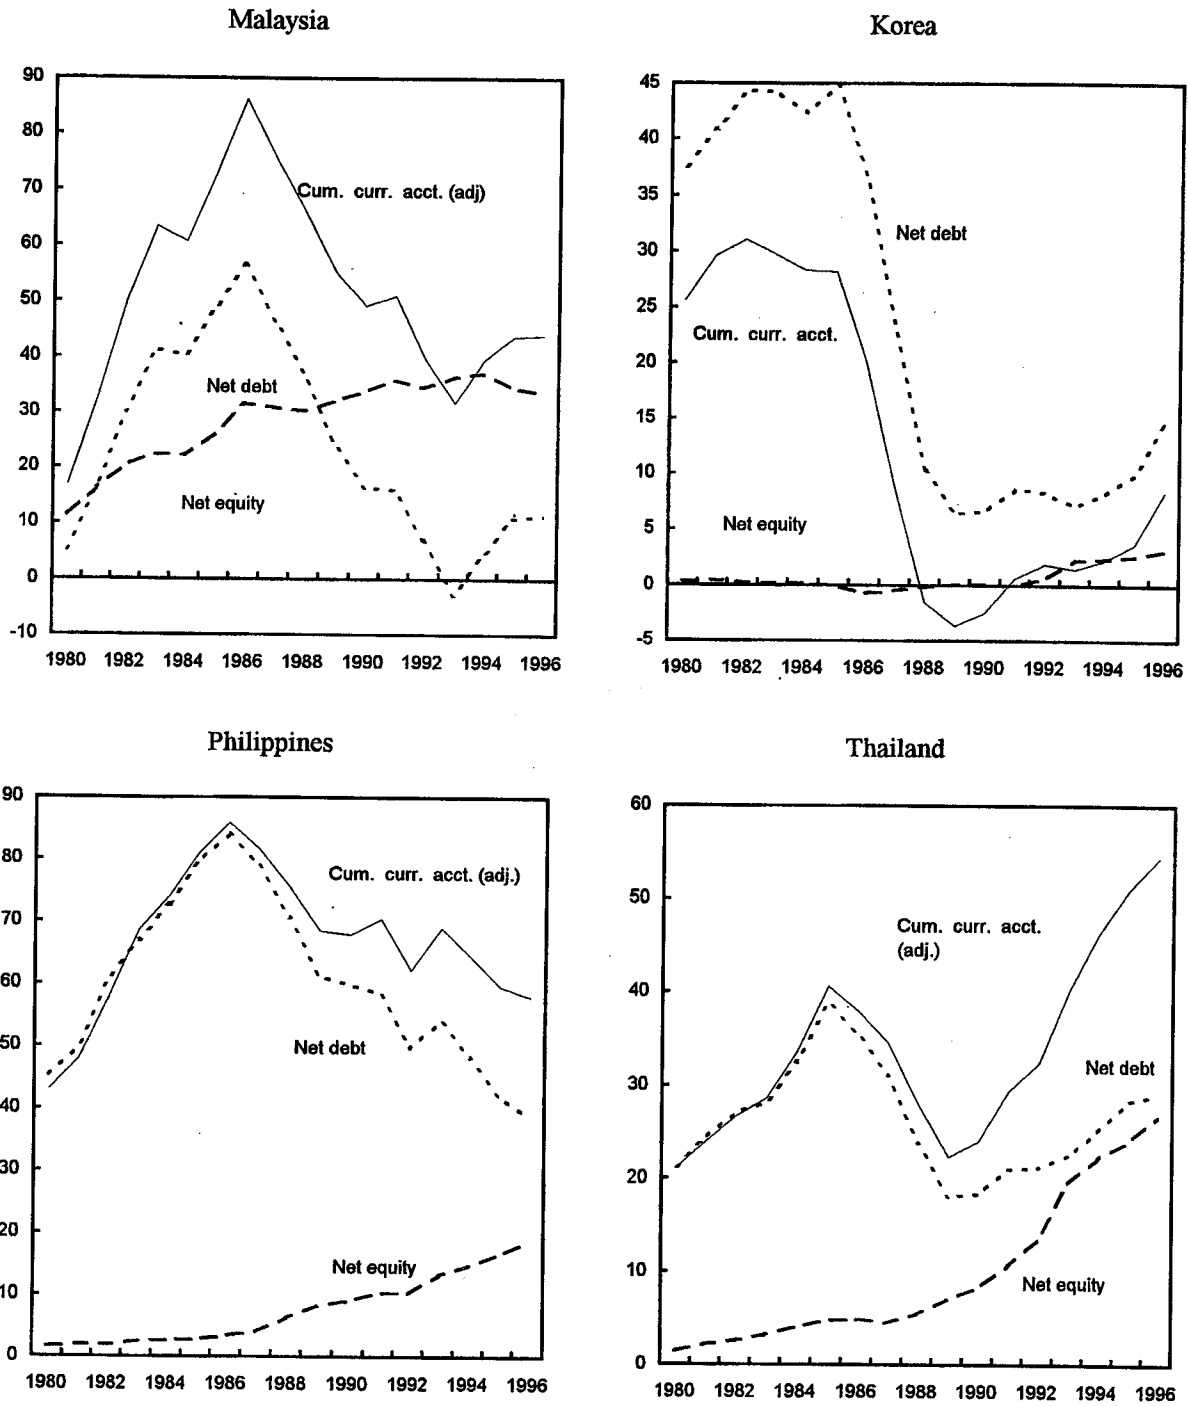 Malaysia
90
80
70
60
50
40
30
20
10
0
-10
Cum. curr. acct. (adj)
Net debt
Net equity
1980 1982 1984 1986 1988 1990 1992 1994 1996
Korea
45
40
35
30
25
20
15
10
5
0
-5
Net debt
Cum. curr. acct.
Net equity
1980 1982 1984 1986 1988 1990 1992 1994 1996
Philippines
90
80
70
60
50
40
30
20
10
0
Cum. curr. acct. (adj.)
Net debt
Net equity
1980 1982 1984 1986 1988 1990 1992 1994 1996
Thailand
60
50
40
30
20
10
0
Cum. curr. acct.
(adj.)
Net debt
Net equity
1980 1982 1984 1986 1988 1990 1992 1994 1996